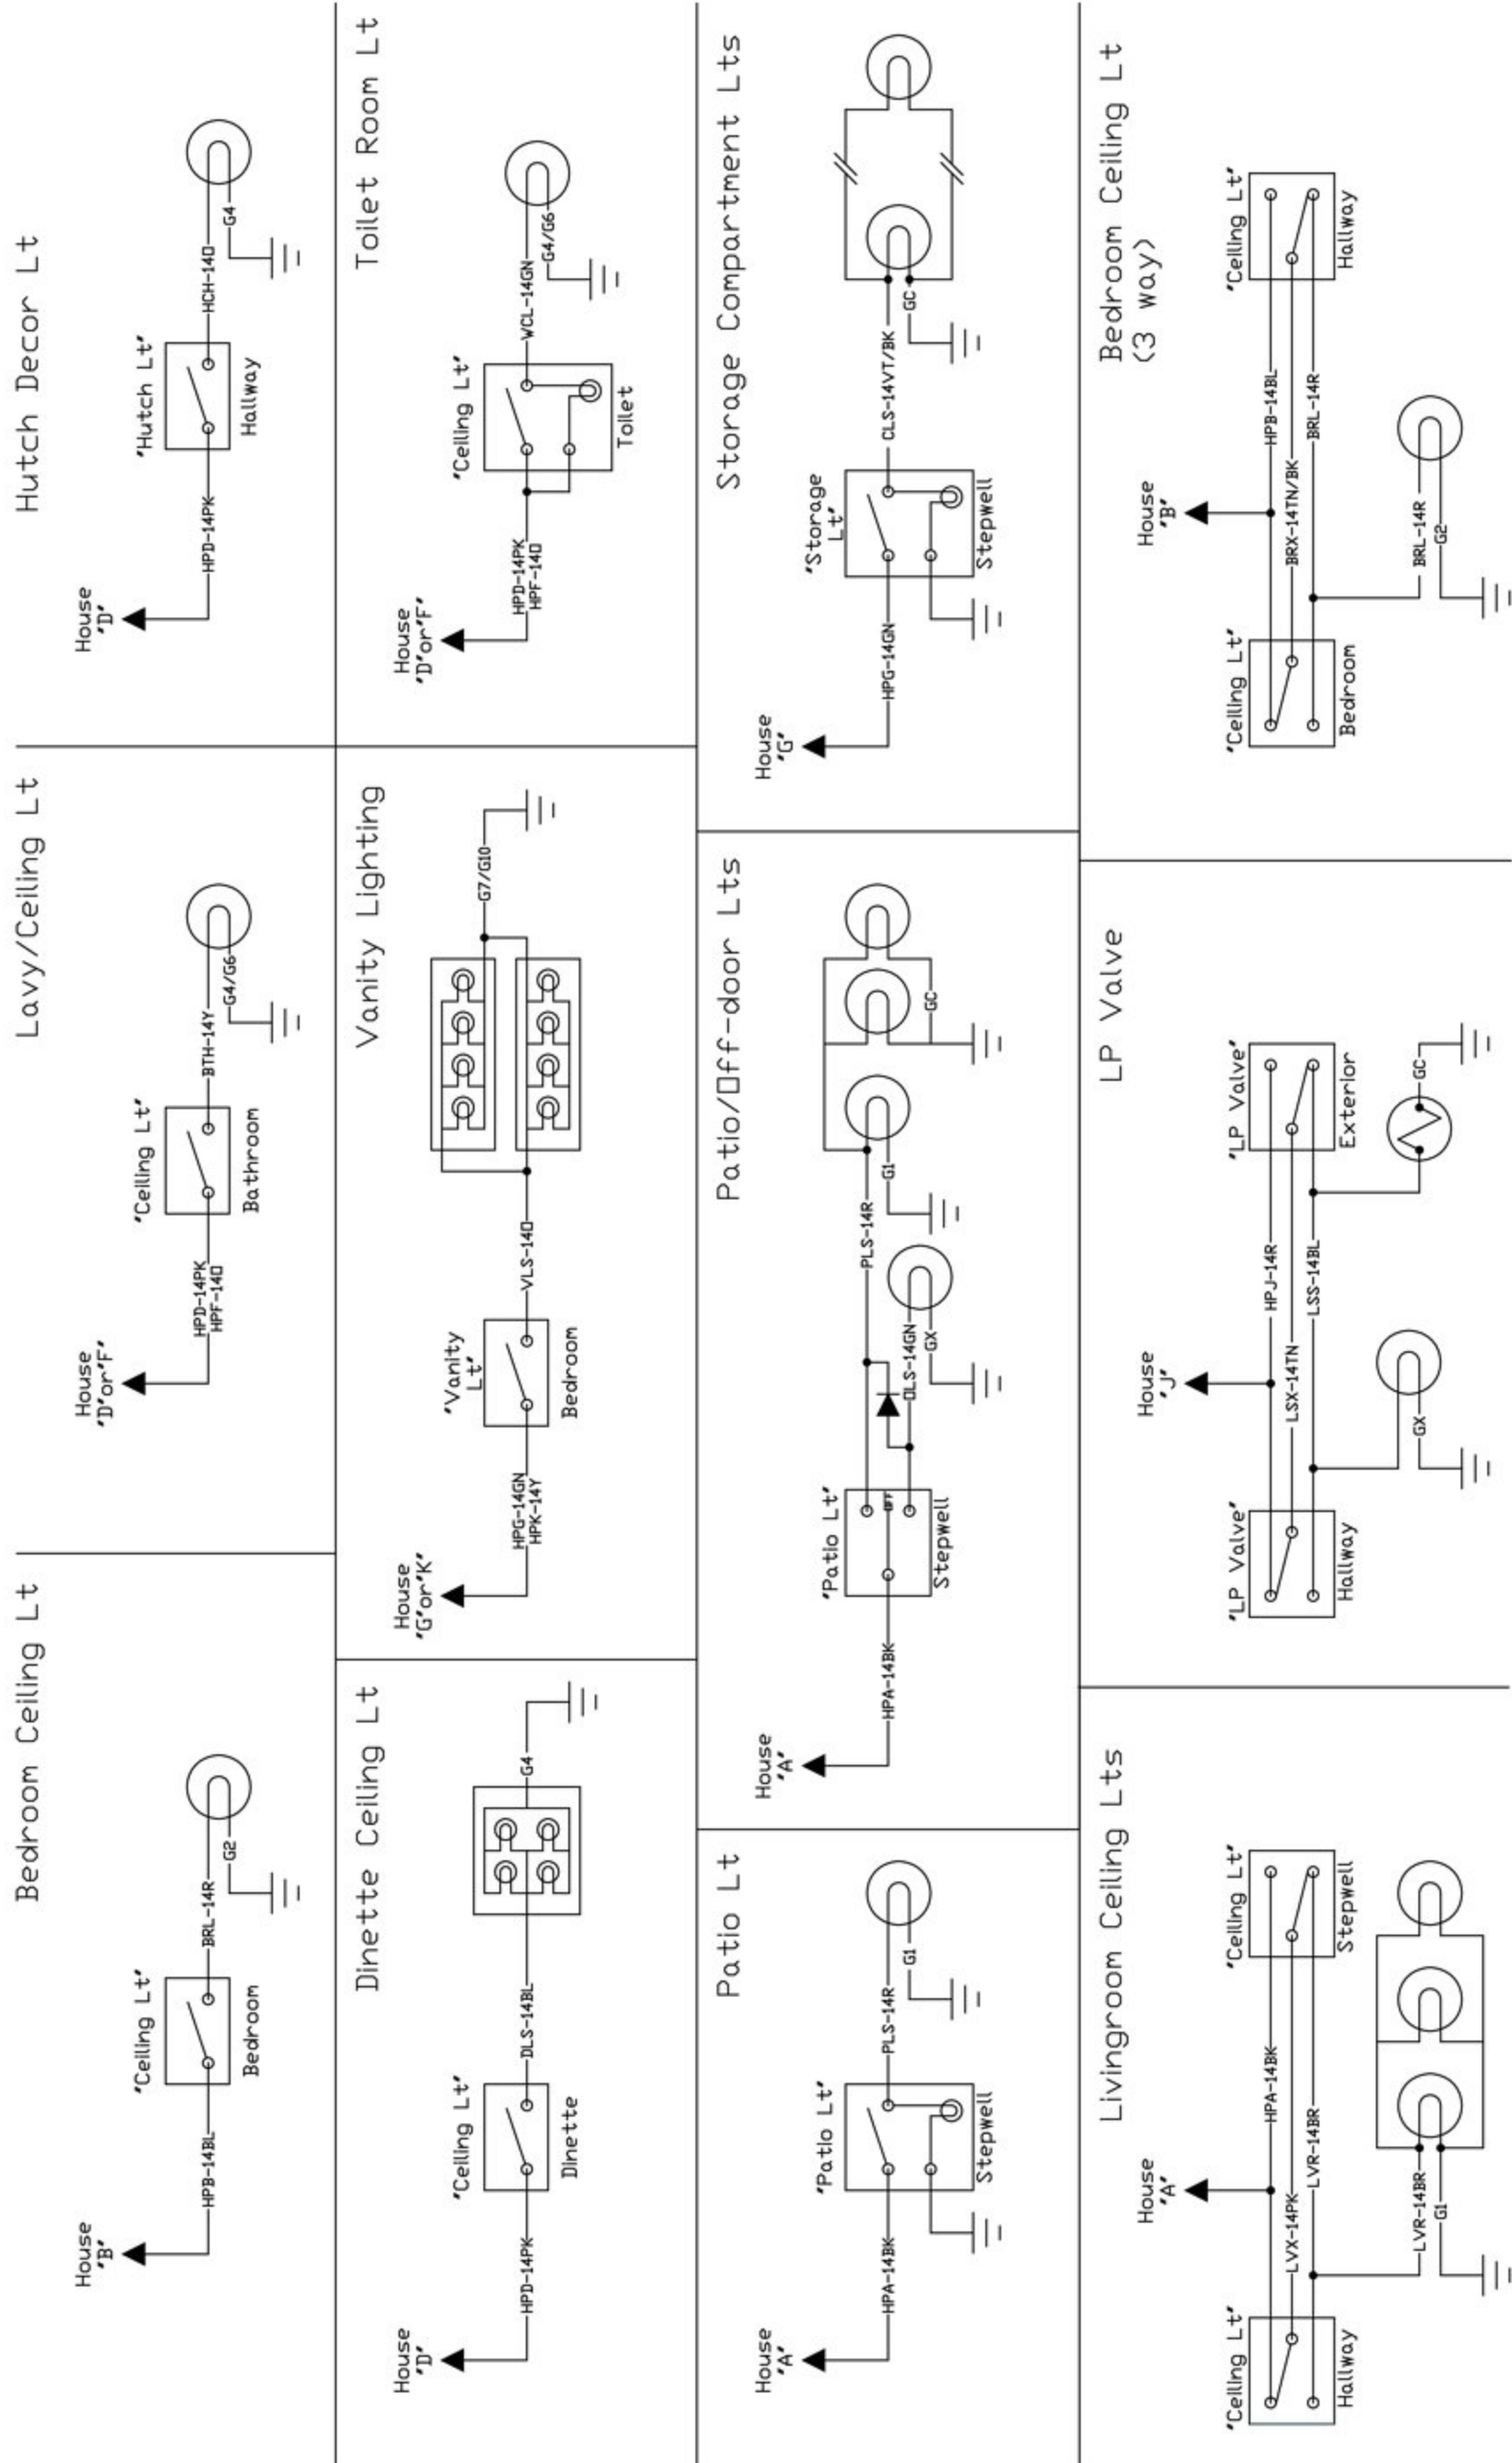 Bedroom Ceiling Lt
House
'B'
HPB-14BL
'Ceiling Lt'
Bedroom
BRL-14R
G2
Lavy/Ceiling Lt
House
'D'or'F'
HPD-14PK
HPF-14O
'Ceiling Lt'
Bathroom
BTH-14Y
G4/G6
Hutch Decor Lt
House
'D'
HPD-14PK
'Hutch Lt'
Hallway
HCH-14O
G4
Dinette Ceiling Lt
House
'D'
HPD-14PK
'Ceiling Lt'
Dinette
DLS-14BL
G4
Vanity Lighting
House
'G'or'K'
HPG-14GN
HPK-14Y
'Vanity
Lt'
Bedroom
VLS-14O
G7/G10
Toilet Room Lt
House
'D'or'F'
HPD-14PK
HPF-14O
'Ceiling Lt'
Toilet
WCL-14GN
G4/G6
Patio Lt
House
'A'
HPA-14BK
'Patio Lt'
Stepwell
PLS-14R
G1
Patio/Off-door Lts
House
'A'
HPA-14BK
'Patio Lt'
OFF
Stepwell
OLS-14GN
GX
PLS-14R
G1
GC
Storage Compartment Lts
House
'G'
HPG-14GN
'Storage
Lt'
Stepwell
CLS-14VT/BK
GC
Livingroom Ceiling Lts
House
'A'
'Ceiling Lt'
Hallway
HPA-14BK
LVX-14PK
LVR-14BR
'Ceiling Lt'
Stepwell
LVR-14BR
G1
LP Valve
House
'J'
'LP Valve'
Hallway
HPJ-14R
LSX-14TN
LSS-14BL
'LP Valve'
Exterior
GX
GC
Bedroom Ceiling Lt
(3 way)
House
'B'
'Ceiling Lt'
Bedroom
HPB-14BL
BRX-14TN/BK
BRL-14R
'Ceiling Lt'
Hallway
BRL-14R
G2